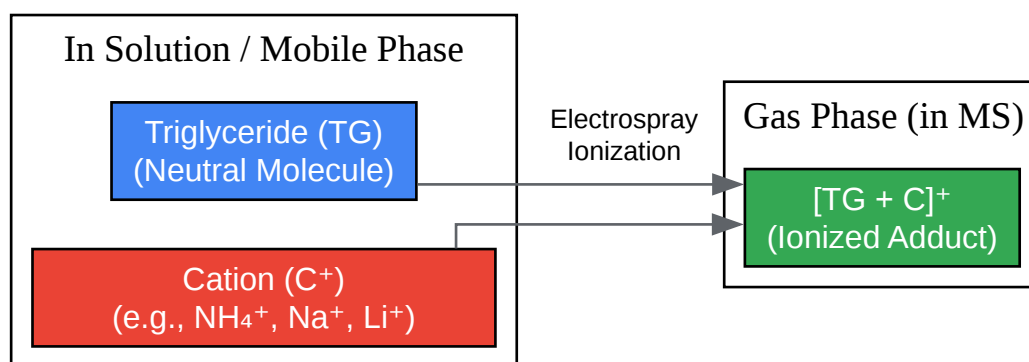 In Solution / Mobile Phase
Triglyceride (TG)
(Neutral Molecule)
Cation (C⁺)
(e.g., NH₄⁺, Na⁺, Li⁺)
Electrospray
Ionization
Gas Phase (in MS)
[TG + C]⁺
(Ionized Adduct)